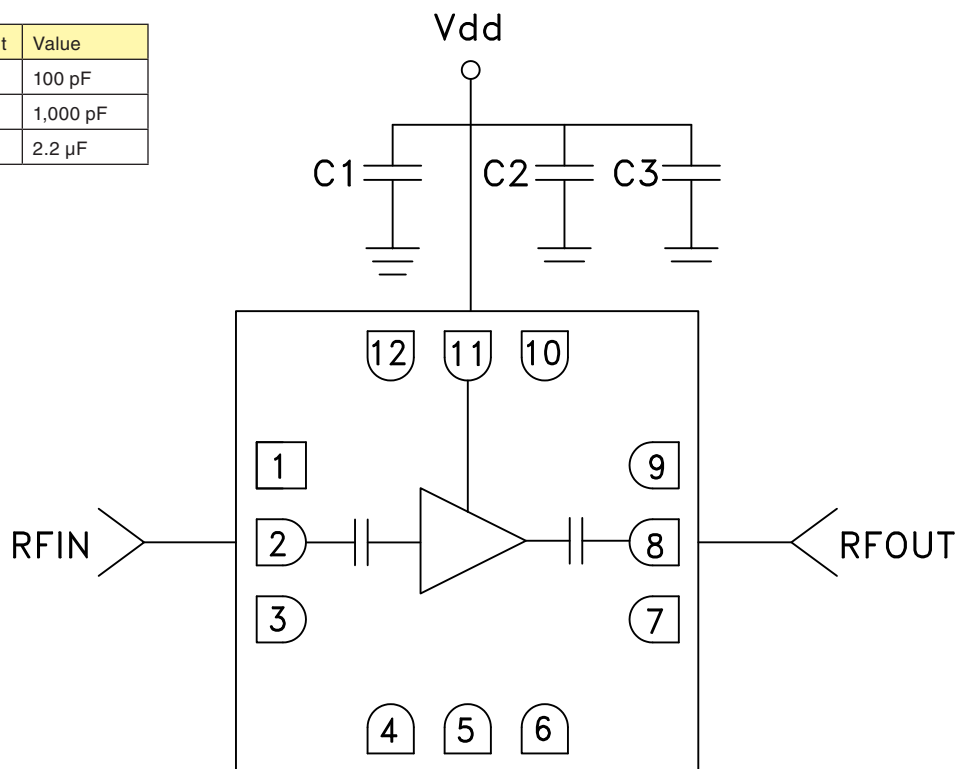 Vdd
t Value
100 pF
1,000 pF
2.2 µF
C1 C2 C3
12 11 10
1 9
RFIN 2 8 RFOUT
3 7
4 5 6